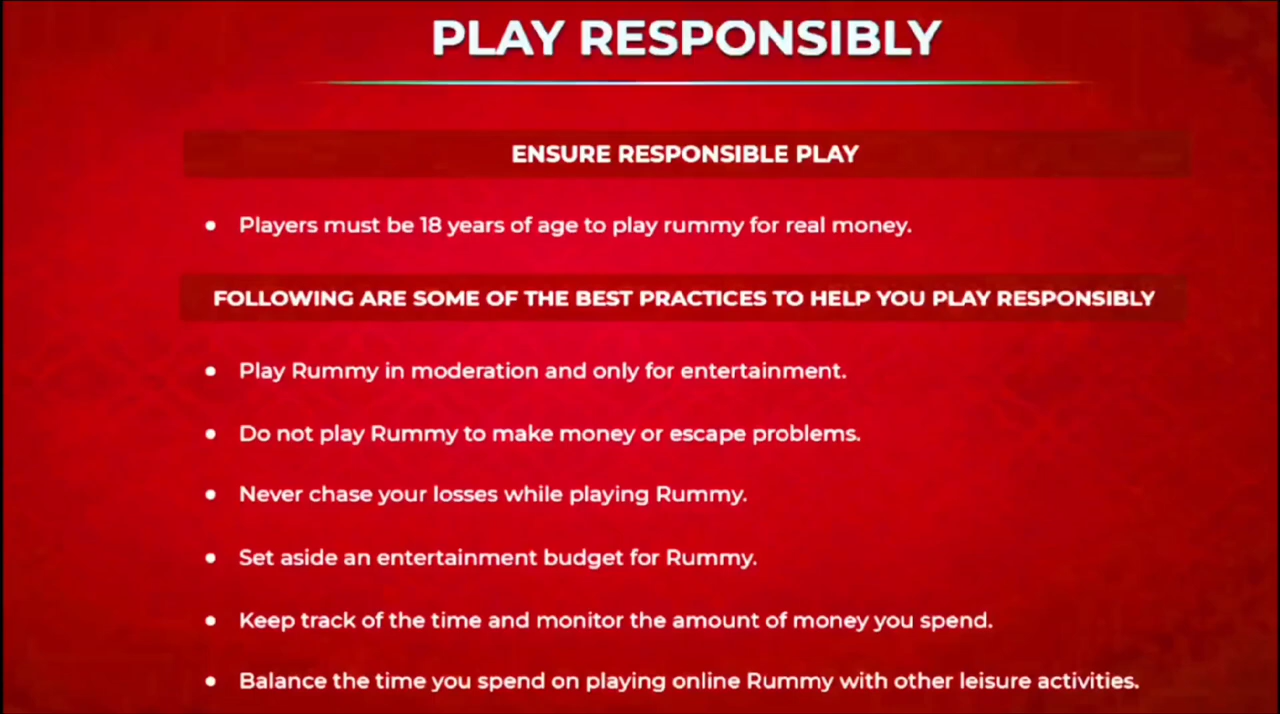 PLAY RESPONSIBLY
ENSURE RESPONSIBLE PLAY
• Players must be 18 years of age to play rummy for real money.
FOLLOWING ARE SOME OF THE BEST PRACTICES TO HELP YOU PLAY RESPONSIBLY
• Play Rummy in moderation and only for entertainment.
• Do not play Rummy to make money or escape problems.
• Never chase your losses while playing Rummy.
• Set aside an entertainment budget for Rummy.
• Keep track of the time and monitor the amount of money you spend.
• Balance the time you spend on playing online Rummy with other leisure activities.